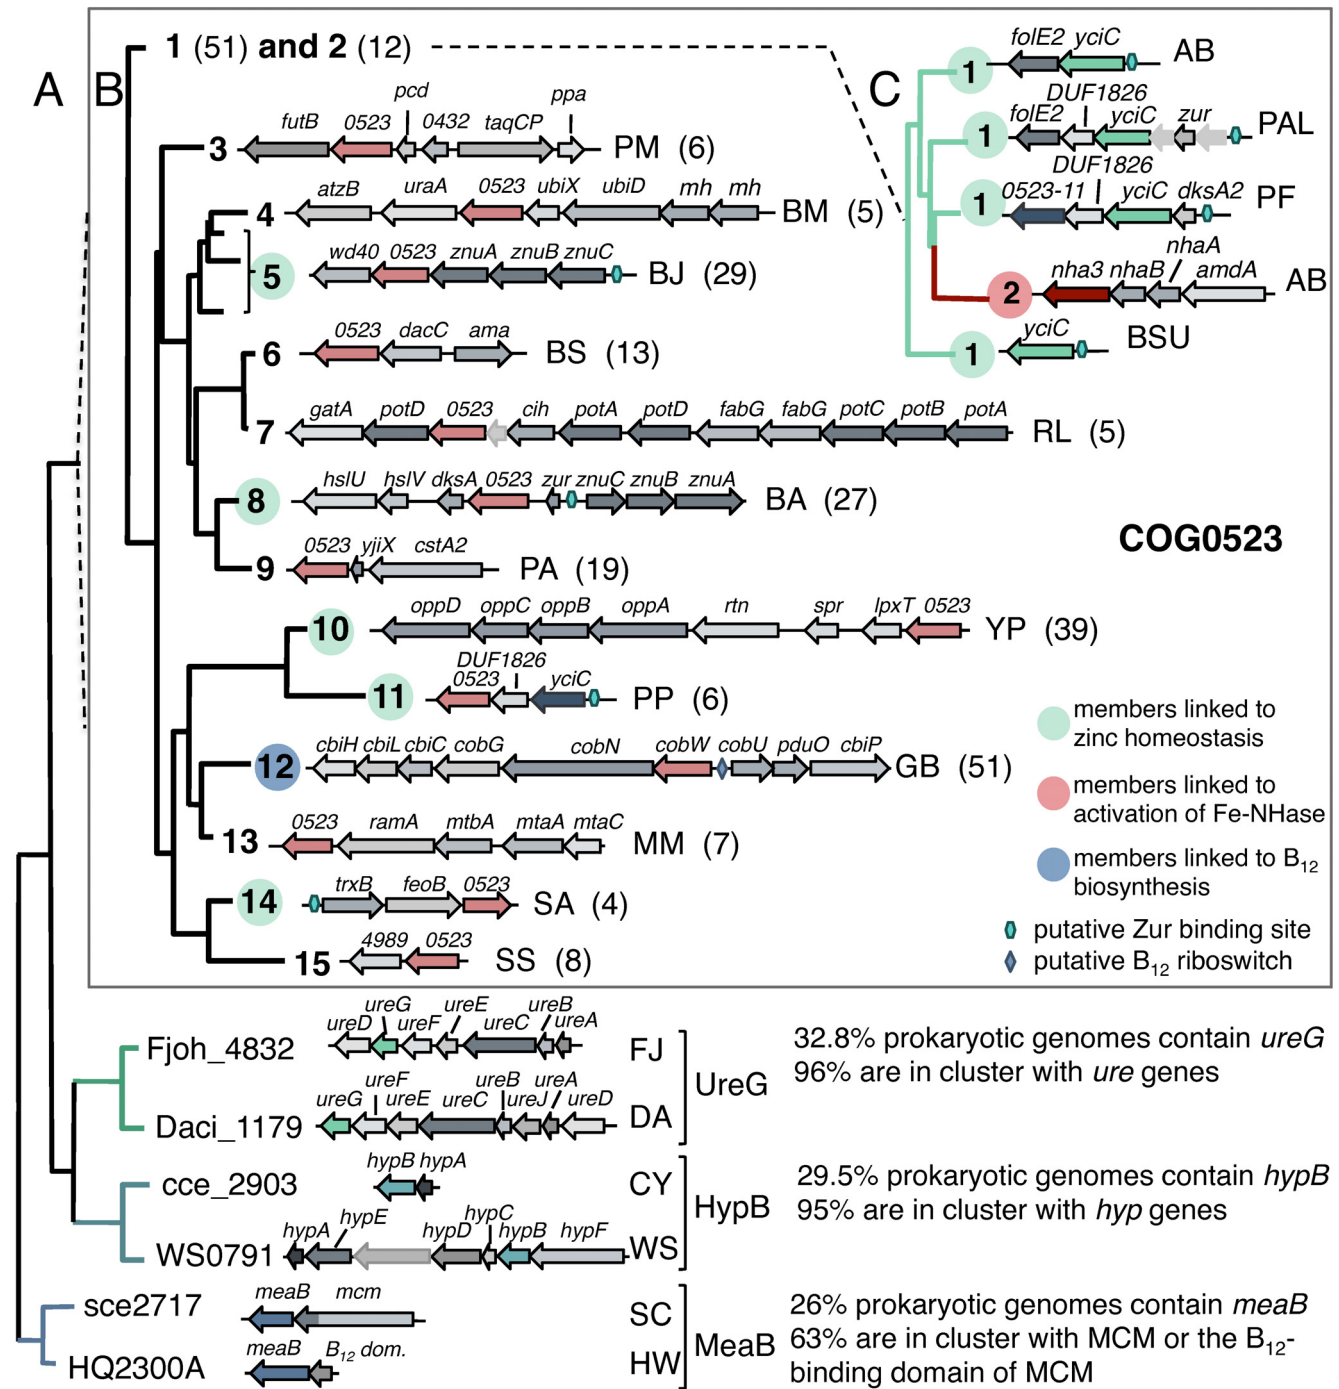 A
B
1 (51) and 2 (12)
C
folE2 yciC
1
AB
DUF1826
folE2 yciC zur
1
PAL
DUF1826
0523-11 yciC dksA2
1
PF
nhaA
nha3 nhaB amdA
2
AB
yciC
1
BSU
pcd ppa
futB 0523 0432 taqCP
3
PM (6)
atzB uraA 0523 ubiX ubiD mh mh
4
BM (5)
wd40 0523 znuA znuB znuC
5
BJ (29)
0523 dacC ama
6
BS (13)
gatA potD 0523 cih potA potD fabG fabG potC potB potA
7
RL (5)
hslU hslV dksA 0523 zur znuC znuB znuA
8
BA (27)
COG0523
0523 yjiX cstA2
9
PA (19)
oppD oppC oppB oppA rtn spr lpxT 0523
10
YP (39)
DUF1826
0523 yciC
11
PP (6)
cbiH cbiL cbiC cobG cobN cobW cobU pduO cbiP
12
GB (51)
0523 ramA mtbA mtaA mtaC
13
MM (7)
trxB feoB 0523
14
SA (4)
4989 0523
15
SS (8)
members linked to
zinc homeostasis
members linked to
activation of Fe-NHase
members linked to B12
biosynthesis
putative Zur binding site
putative B12 riboswitch
ureG ureE ureB
ureD ureF ureC ureA
Fjoh_4832
FJ
ureF ureB ureA
ureG ureE ureC ureJ ureD
Daci_1179
DA
UreG
32.8% prokaryotic genomes contain ureG
96% are in cluster with ure genes
hypB hypA
cce_2903
CY
hypE hypC
hypA hypD hypB hypF
WS0791
WS
HypB
29.5% prokaryotic genomes contain hypB
95% are in cluster with hyp genes
meaB mcm
sce2717
SC
meaB B12 dom.
HQ2300A
HW
MeaB
26% prokaryotic genomes contain meaB
63% are in cluster with MCM or the B12-
binding domain of MCM